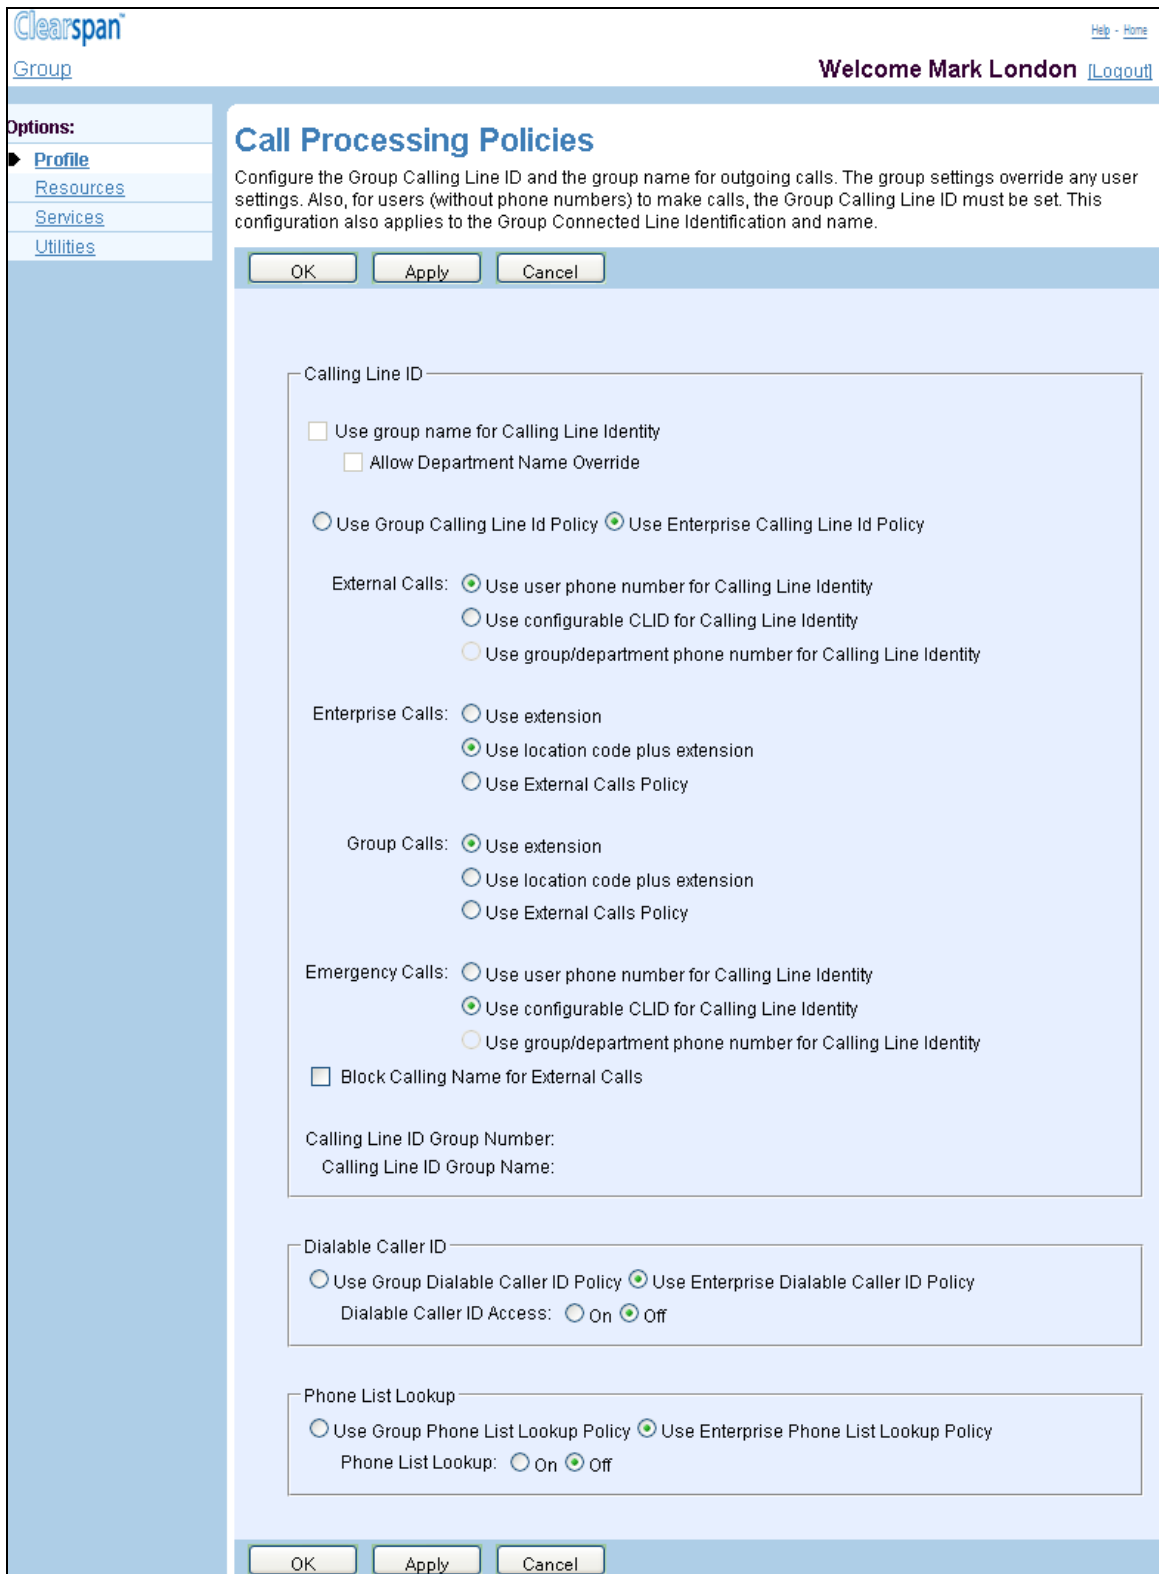 Clearspan™
Help - Home
Group
Welcome Mark London [Logout]
Options:
Profile
Resources
Services
Utilities
Call Processing Policies
Configure the Group Calling Line ID and the group name for outgoing calls. The group settings override any user
settings. Also, for users (without phone numbers) to make calls, the Group Calling Line ID must be set. This
configuration also applies to the Group Connected Line Identification and name.
OK Apply Cancel
Calling Line ID
Use group name for Calling Line Identity
Allow Department Name Override
Use Group Calling Line Id Policy Use Enterprise Calling Line Id Policy
External Calls: Use user phone number for Calling Line Identity
Use configurable CLID for Calling Line Identity
Use group/department phone number for Calling Line Identity
Enterprise Calls: Use extension
Use location code plus extension
Use External Calls Policy
Group Calls: Use extension
Use location code plus extension
Use External Calls Policy
Emergency Calls: Use user phone number for Calling Line Identity
Use configurable CLID for Calling Line Identity
Use group/department phone number for Calling Line Identity
Block Calling Name for External Calls
Calling Line ID Group Number:
Calling Line ID Group Name:
Dialable Caller ID
Use Group Dialable Caller ID Policy Use Enterprise Dialable Caller ID Policy
Dialable Caller ID Access: On Off
Phone List Lookup
Use Group Phone List Lookup Policy Use Enterprise Phone List Lookup Policy
Phone List Lookup: On Off
OK Apply Cancel